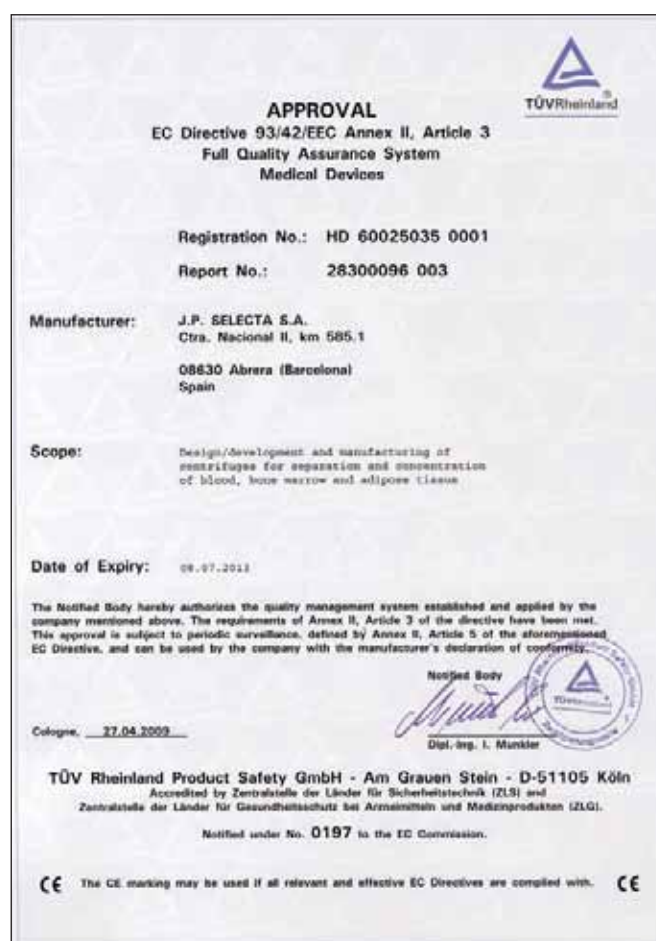 TÜVRheinland®
APPROVAL
EC Directive 93/42/EEC Annex II, Article 3
Full Quality Assurance System
Medical Devices
Registration No.: HD 60025035 0001
Report No.: 28300096 003
Manufacturer: J.P. SELECTA S.A.
Ctra. Nacional II, km 585.1
08630 Abrera (Barcelona)
Spain
Scope: Design/development and manufacturing of
centrifuges for separation and concentration
of blood, bone marrow and adipose tissue
Date of Expiry: 08.07.2013
The Notified Body hereby authorizes the quality management system established and applied by the
company mentioned above. The requirements of Annex II, Article 3 of the directive have been met.
This approval is subject to periodic surveillance, defined by Annex II, Article 5 of the aforementioned
EC Directive, and can be used by the company with the manufacturer's declaration of conformity.
Notified Body
Cologne, 27.04.2009
Dipl.-Ing. I. Munkler
TÜV Rheinland Product Safety GmbH - Am Grauen Stein - D-51105 Köln
Accredited by Zentralstelle der Länder für Sicherheitstechnik (ZLS) and
Zentralstelle der Länder für Gesundheitsschutz bei Arzneimitteln und Medizinprodukten (ZLG).
Notified under No. 0197 to the EC Commission.
CE The CE marking may be used if all relevant and effective EC Directives are complied with. CE